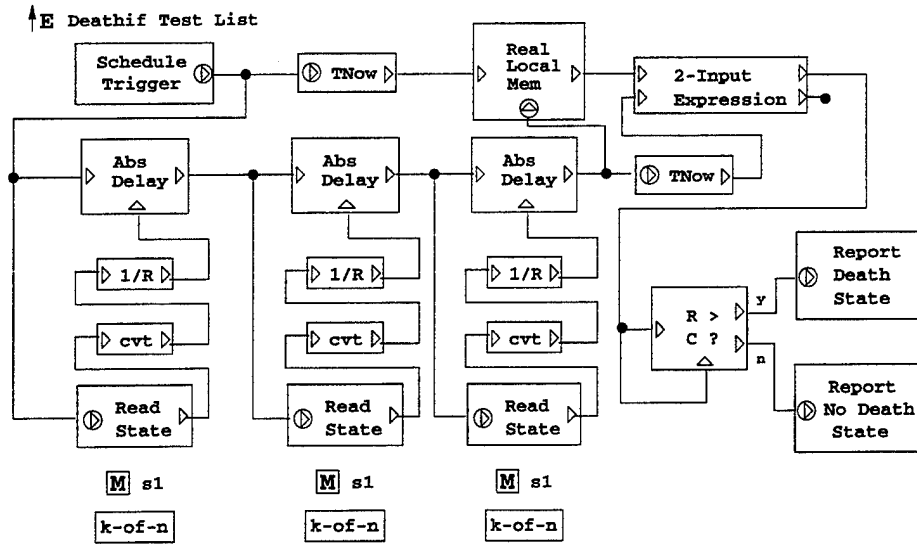 E Deathif Test List
Schedule
Trigger
TNow
Real
Local
Mem
2-Input
Expression
Abs
Delay
Abs
Delay
Abs
Delay
TNow
1/R
1/R
1/R
cvt
cvt
cvt
Read
State
Read
State
Read
State
R >
C ?
y
n
Report
Death
State
Report
No Death
State
M s1
M s1
M s1
k-of-n
k-of-n
k-of-n